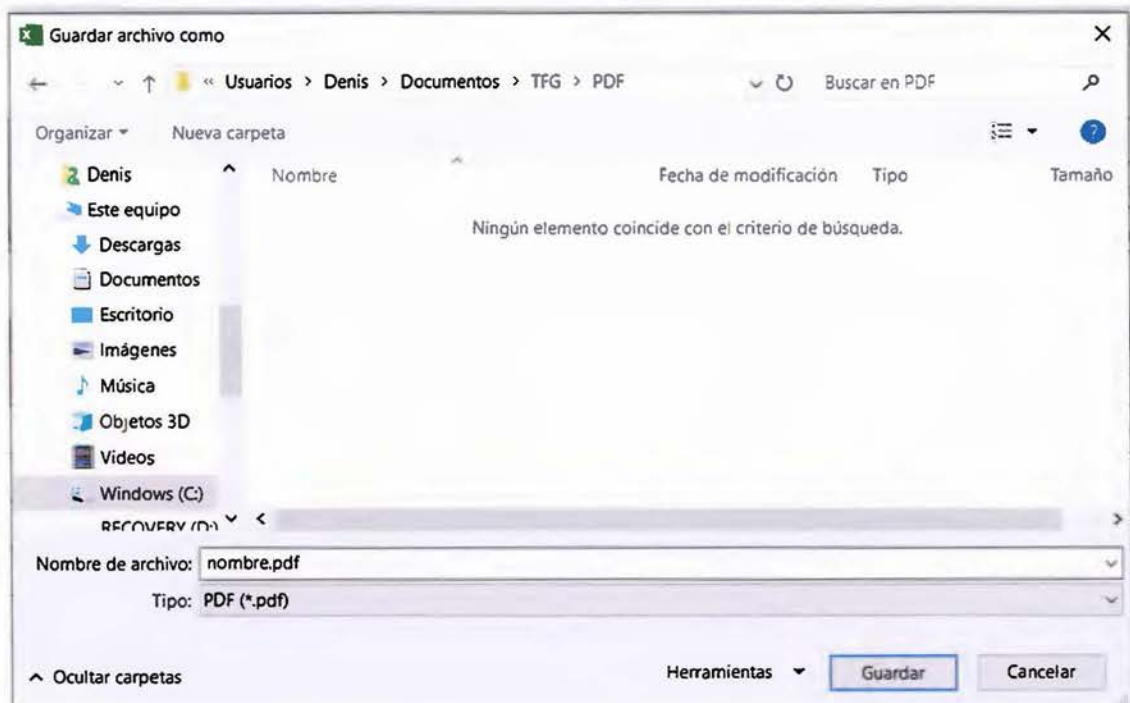 Guardar archivo como
« Usuarios > Denis > Documentos > TFG > PDF Buscar en PDF
Organizar Nueva carpeta
Nombre Fecha de modificación Tipo Tamaño
Ningún elemento coincide con el criterio de búsqueda.
Denis
Este equipo
Descargas
Documentos
Escritorio
Imágenes
Música
Objetos 3D
Videos
Windows (C:)
RECOVERY (D:)
Nombre de archivo: nombre.pdf
Tipo: PDF (*.pdf)
Ocultar carpetas Herramientas Guardar Cancelar